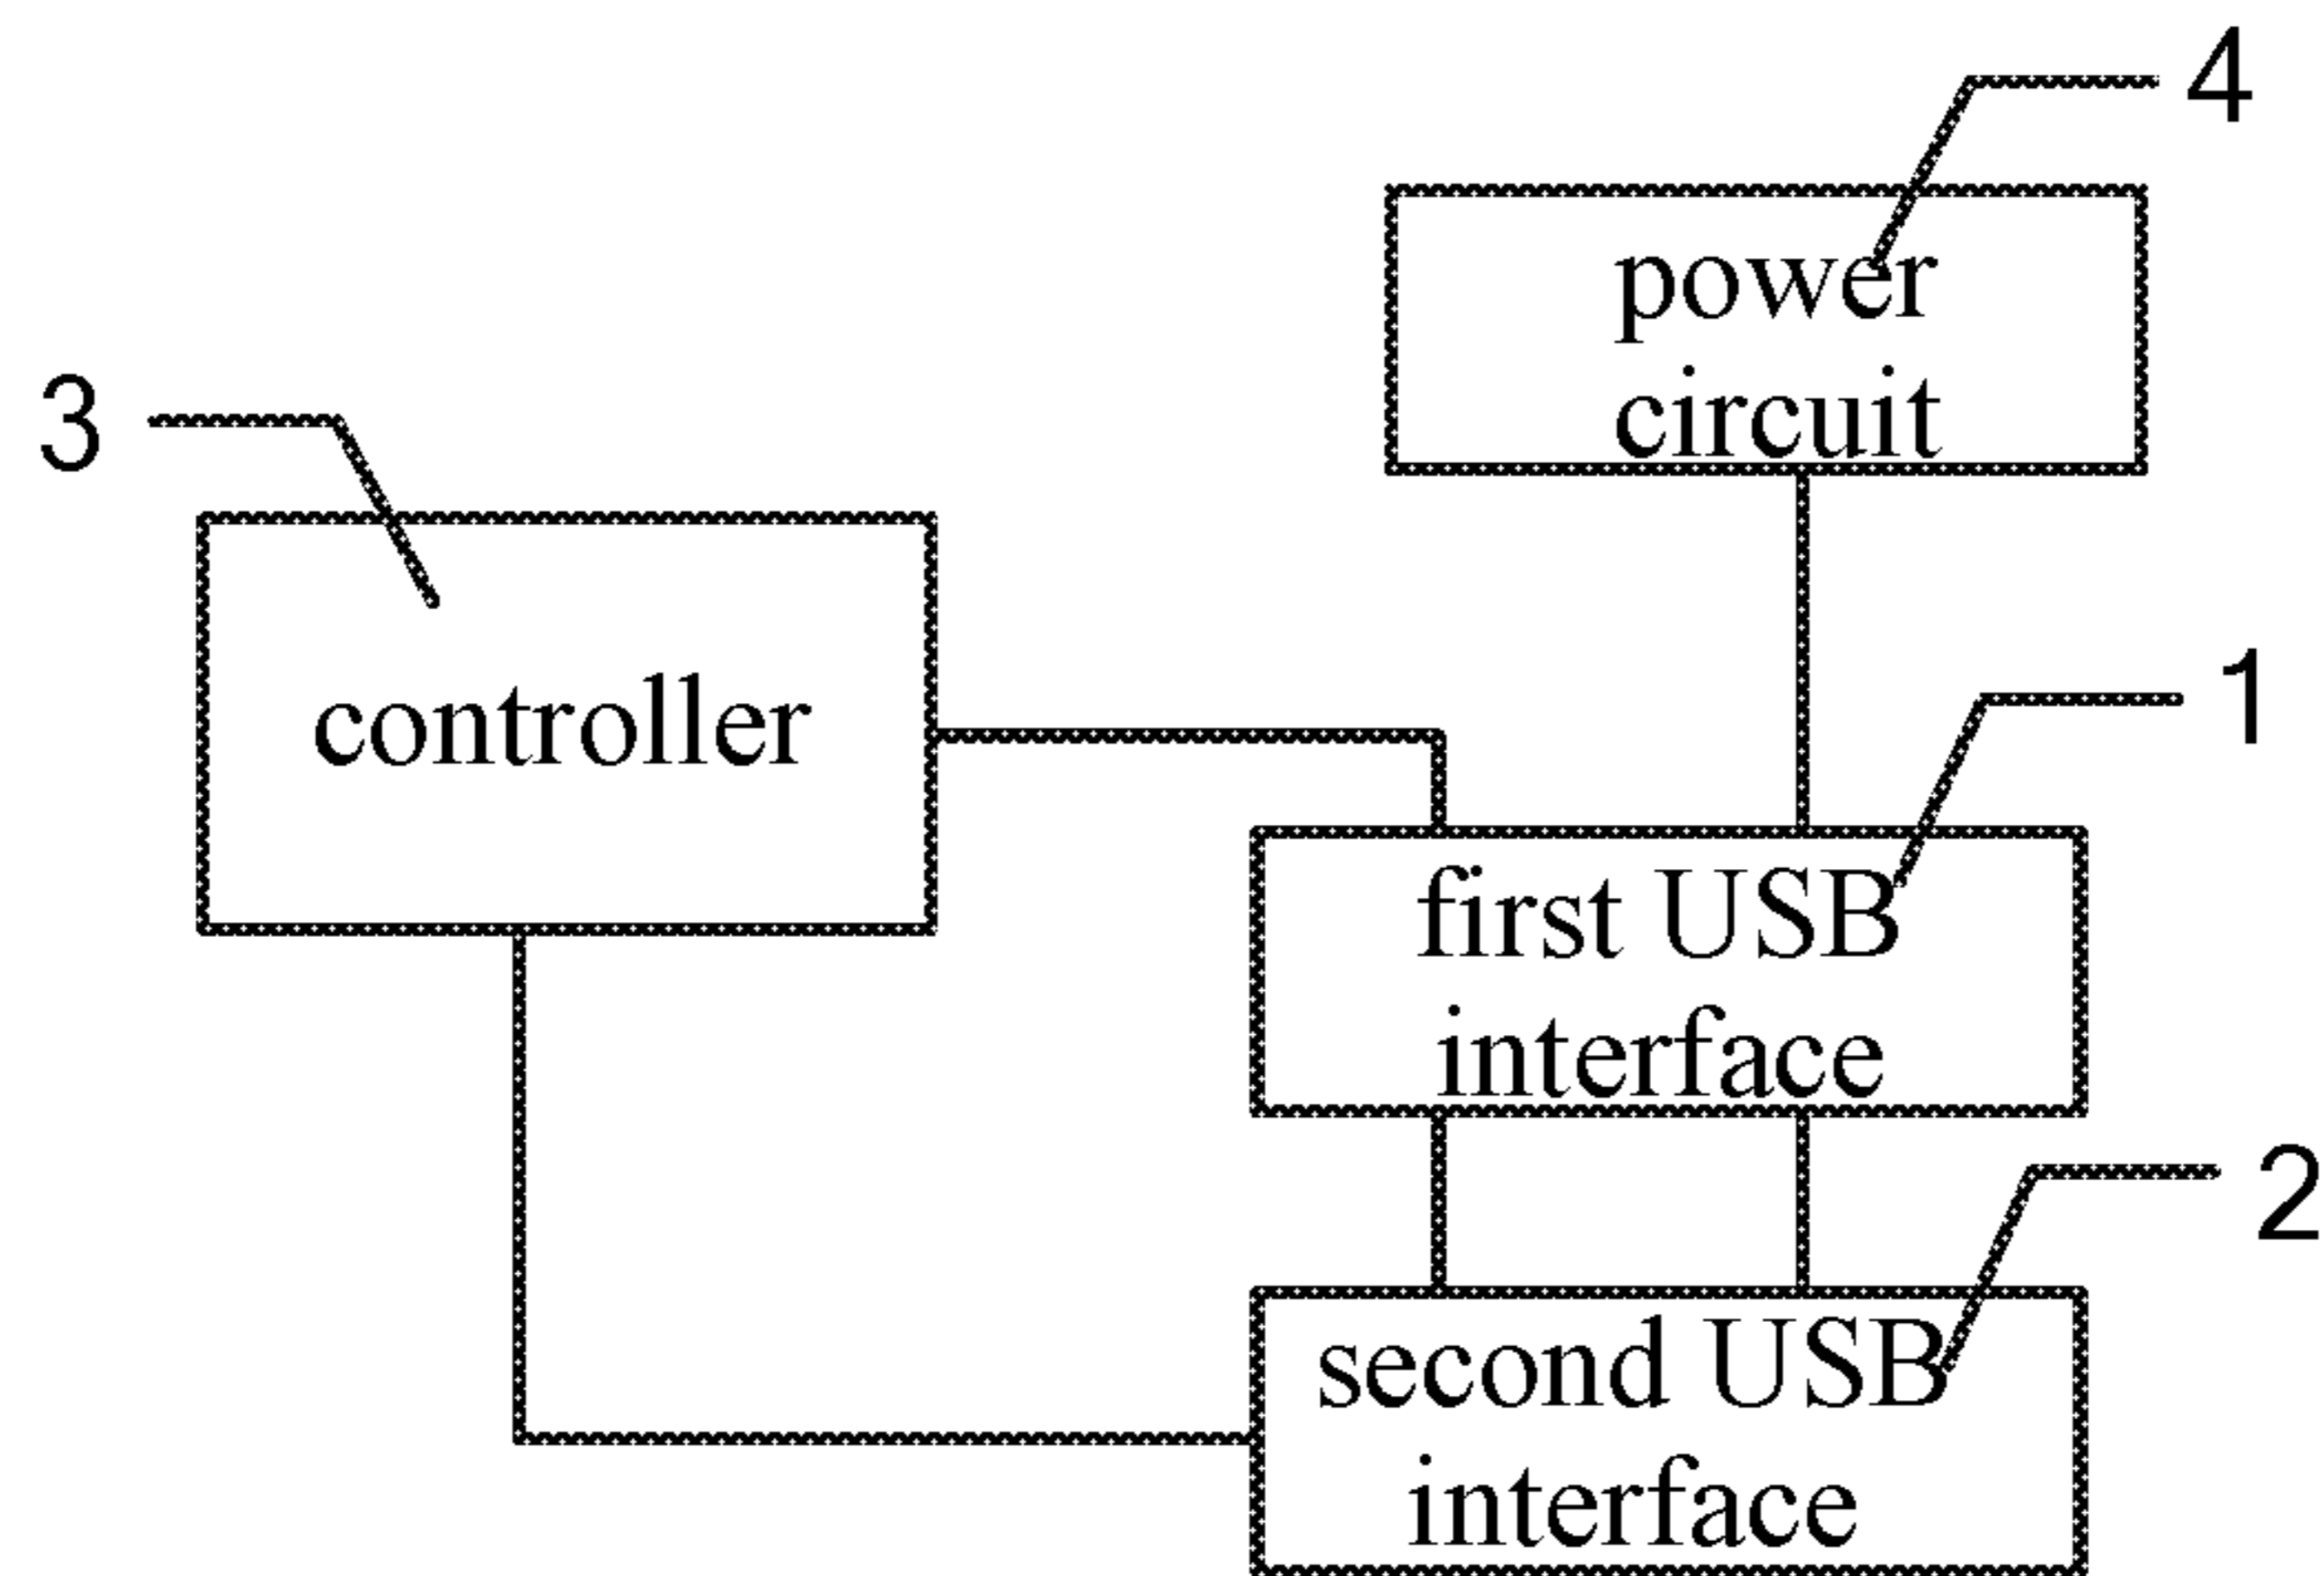 4
power
circuit
3
controller
1
first USB
interface
2
second USB
interface